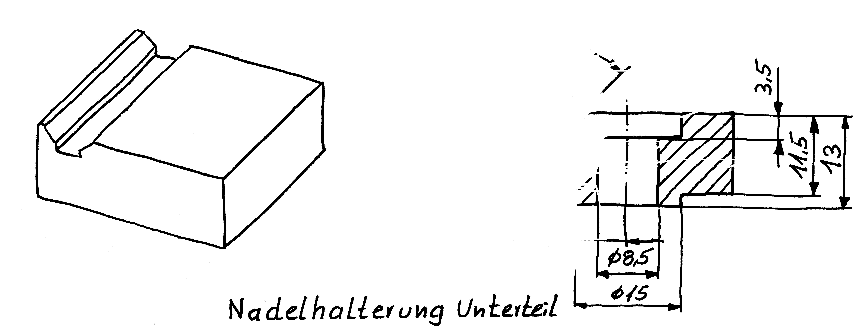 3,5
11,5
13
ø8,5
ø15
Nadelhalterung Unterteil